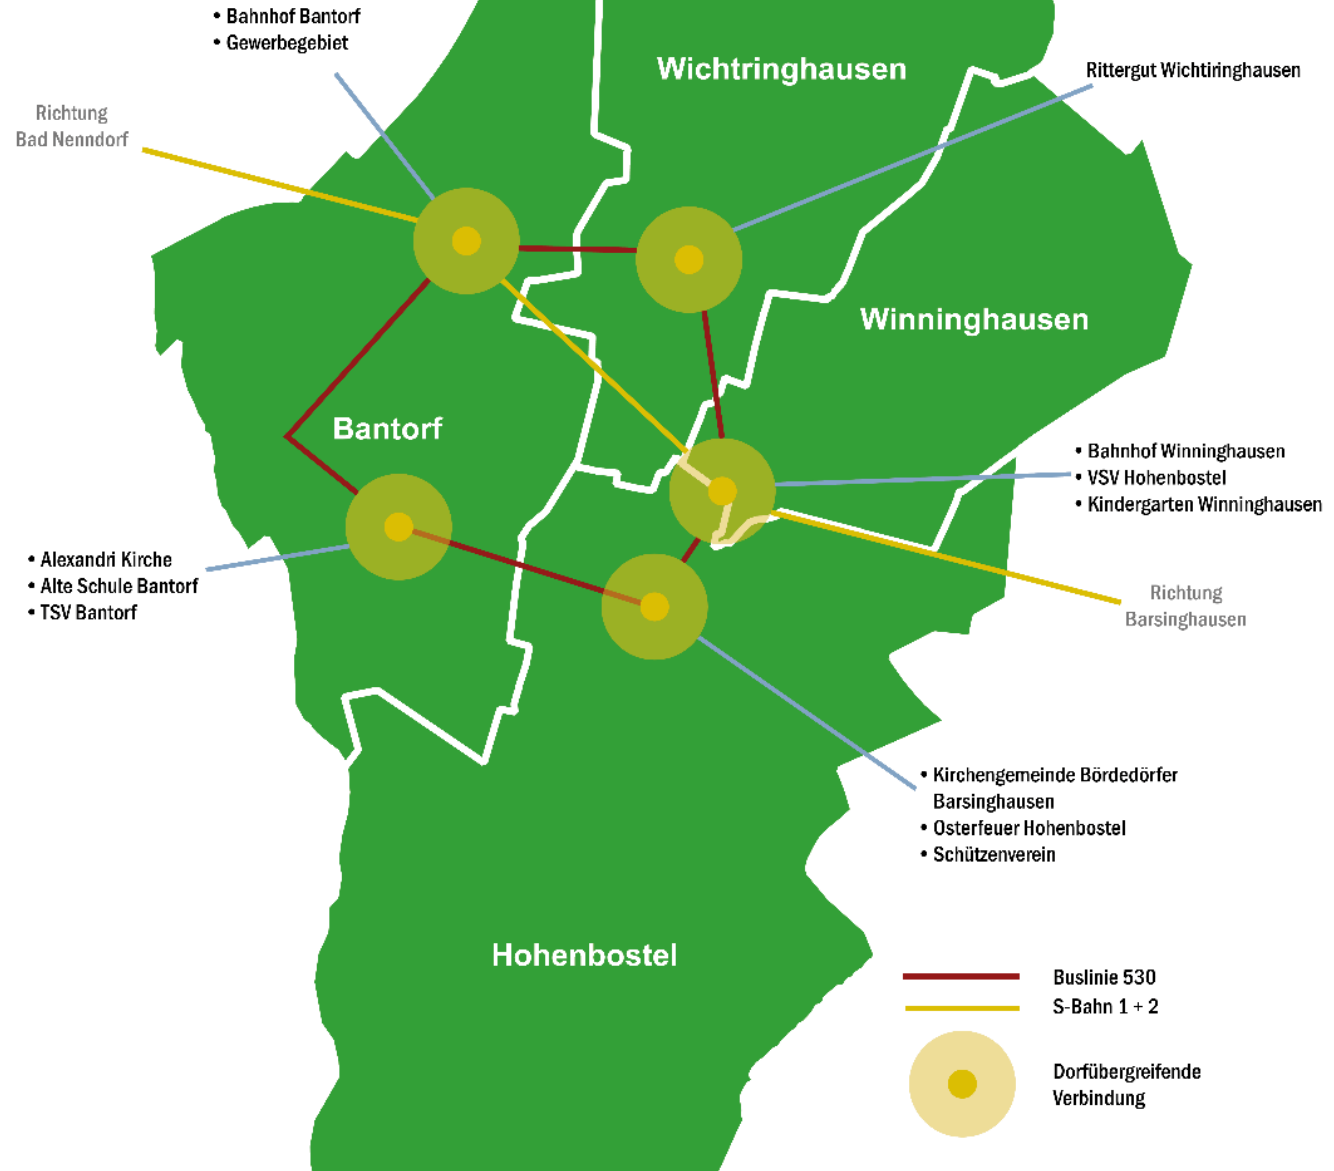 • Bahnhof Bantorf
• Gewerbegebiet
Wichtringhausen
Rittergut Wichtiringhausen
Richtung
Bad Nenndorf
Winninghausen
Bantorf
• Bahnhof Winninghausen
• VSV Hohenbostel
• Kindergarten Winninghausen
• Alexandri Kirche
• Alte Schule Bantorf
• TSV Bantorf
Richtung
Barsinghausen
• Kirchengemeinde Bördedörfer
Barsinghausen
• Osterfeuer Hohenbostel
• Schützenverein
Hohenbostel
Buslinie 530
S-Bahn 1 + 2
Dorfübergreifende
Verbindung